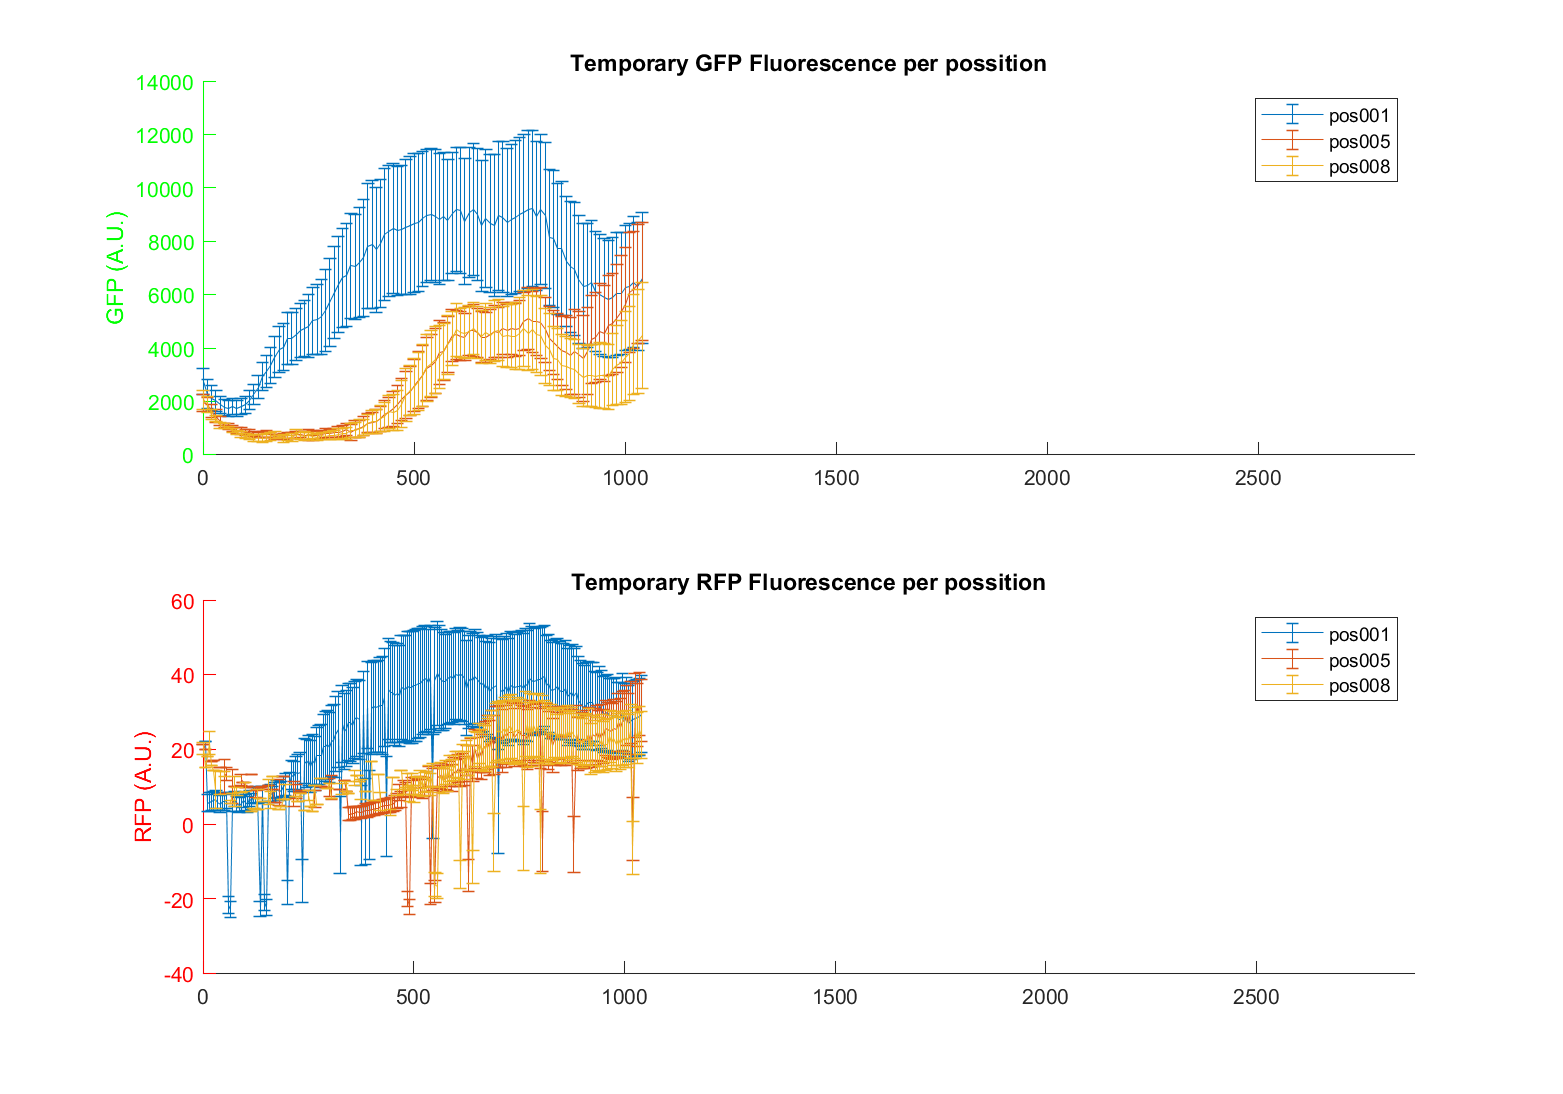 Temporary GFP Fluorescence per possition
14000
12000
10000
8000
6000
4000
2000
0
GFP (A.U.)
pos001
pos005
pos008
0 500 1000 1500 2000 2500
Temporary RFP Fluorescence per possition
60
40
20
0
-20
-40
RFP (A.U.)
pos001
pos005
pos008
0 500 1000 1500 2000 2500